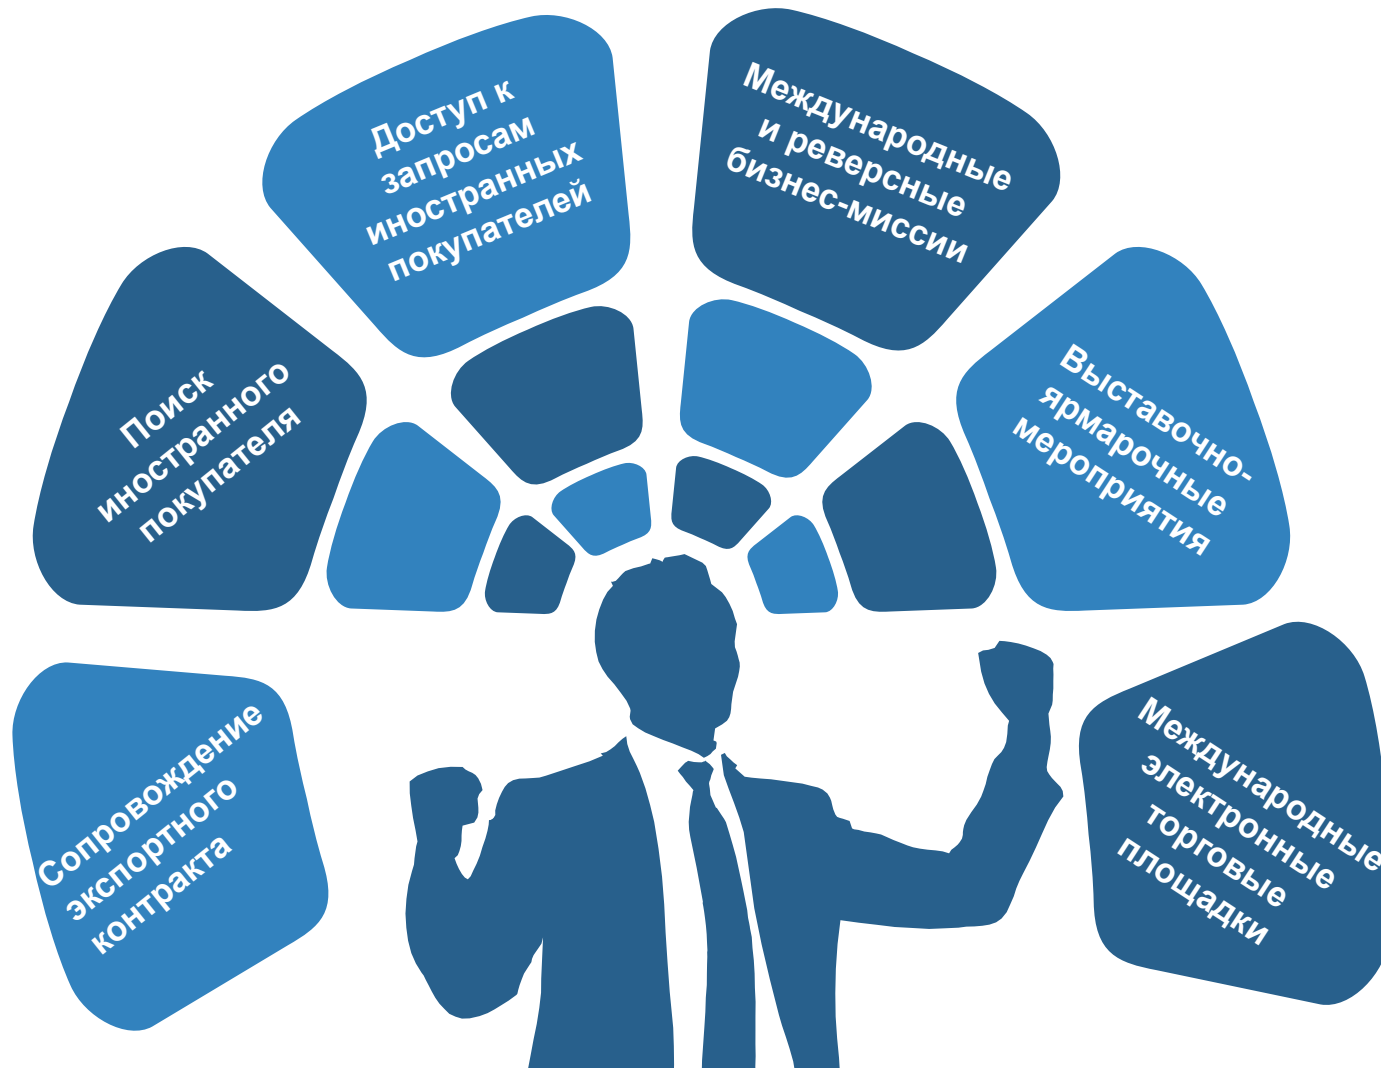 Сопровождение
экспортного
контракта
Поиск
иностранного
покупателя
Доступ к
запросам
иностранных
покупателей
Международные
и реверсные
бизнес-миссии
Выставочно-
ярмарочные
мероприятия
Международные
электронные
торговые
площадки